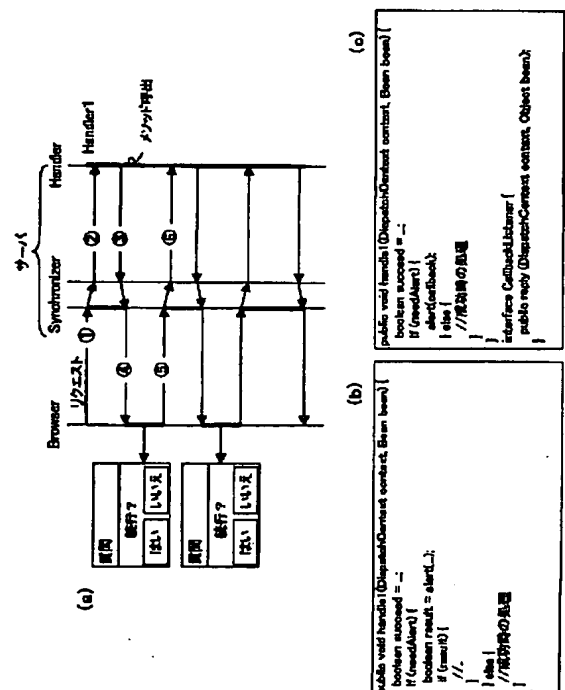 (a)
サーバ
Browser
Synchronizer
Handler
Handler1
リクエスト
①
②
③
メソッド呼出
④
⑤
⑥
質問
続行?
はい
いいえ
質問
続行?
はい
いいえ
(b)
public void handle1(DispatchContext context, Bean bean) {
boolean succeed = ...;
if (needAlert) {
boolean result = alert(...);
if (result) {
//..
}
} else {
//成功時の処理
(c)
public void handle1(DispatchContext context, Bean bean) {
boolean succeed = ...;
if (needAlert) {
alert(callback);
} else {
//成功時の処理
}
}
interface CallbackListener {
public reply (DispatchContext context, Object bean);
}